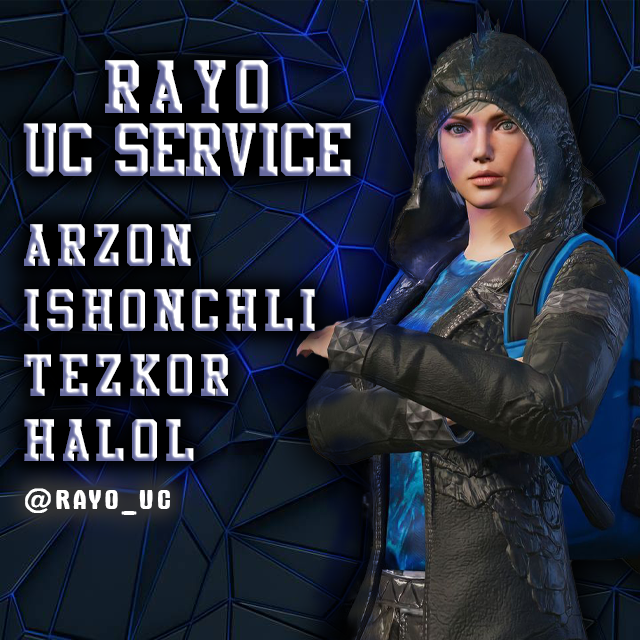 RAYO
UC SERVICE
ARZON
ISHONCHLI
TEZKOR
HALOL
@RAYO_UC